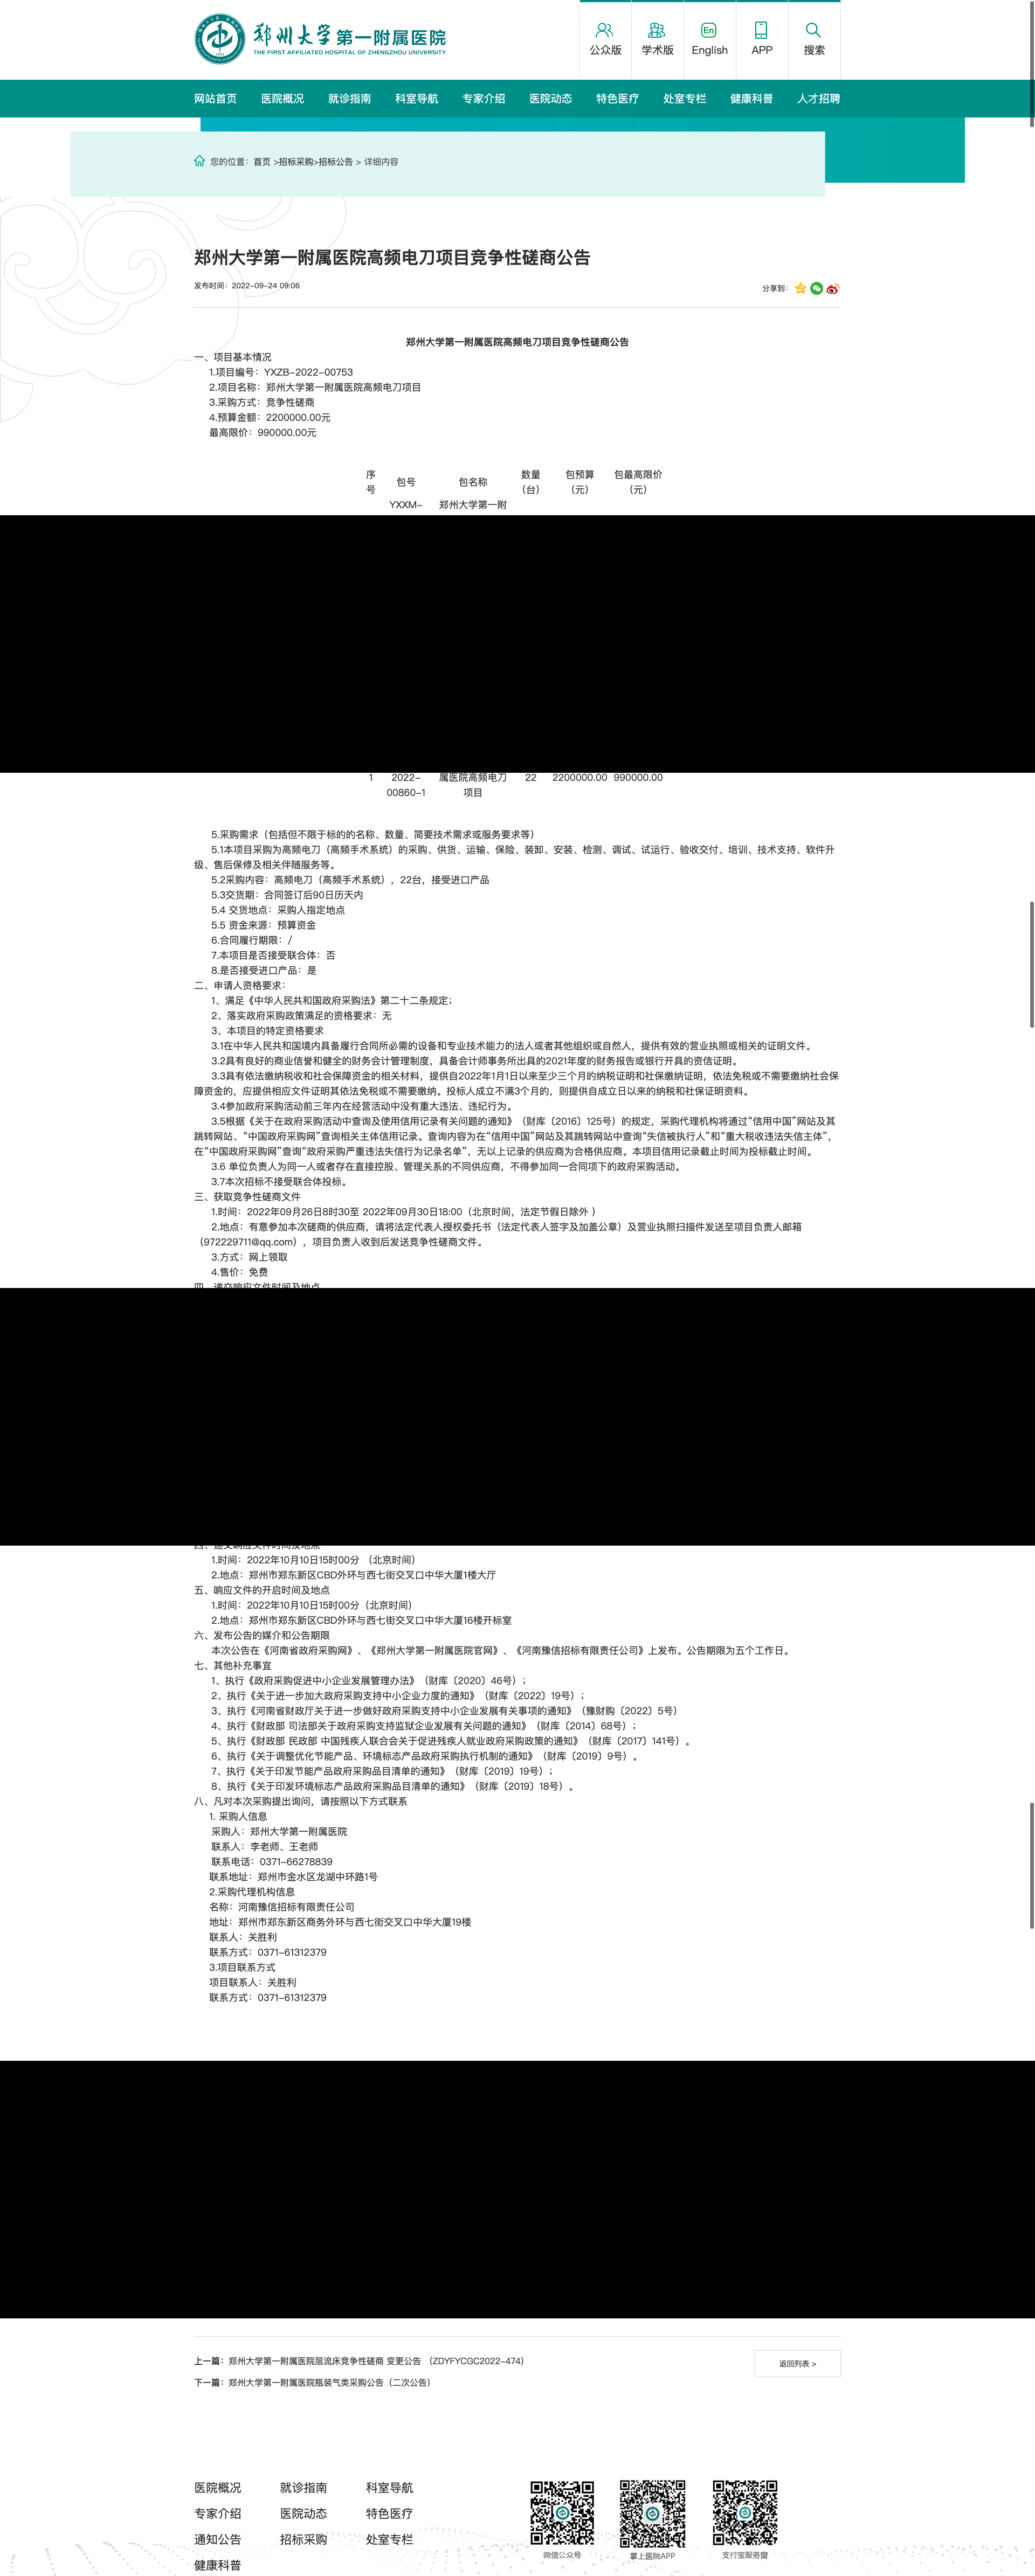 郑州大学第一附属医院
THE FIRST AFFILIATED HOSPITAL OF ZHENGZHOU UNIVERSITY
公众版
学术版
English
APP
搜索
网站首页 医院概况 就诊指南 科室导航 专家介绍 医院动态 特色医疗 处室专栏 健康科普 人才招聘
您的位置：首页 >招标采购>招标公告 > 详细内容
郑州大学第一附属医院高频电刀项目竞争性磋商公告
发布时间：2022-09-24 09:06
分享到：
郑州大学第一附属医院高频电刀项目竞争性磋商公告
一、项目基本情况
1.项目编号：YXZB-2022-00753
2.项目名称：郑州大学第一附属医院高频电刀项目
3.采购方式：竞争性磋商
4.预算金额：2200000.00元
最高限价：990000.00元
序号 包号 包名称 数量（台） 包预算（元） 包最高限价（元）
YXXM- 郑州大学第一附
1 2022- 属医院高频电刀 22 2200000.00 990000.00
00860-1 项目
5.采购需求（包括但不限于标的的名称、数量、简要技术需求或服务要求等）
5.1本项目采购为高频电刀（高频手术系统）的采购、供货、运输、保险、装卸、安装、检测、调试、试运行、验收交付、培训、技术支持、软件升
级、售后保修及相关伴随服务等。
5.2采购内容：高频电刀（高频手术系统），22台，接受进口产品
5.3交货期：合同签订后90日历天内
5.4 交货地点：采购人指定地点
5.5 资金来源：预算资金
6.合同履行期限：/
7.本项目是否接受联合体：否
8.是否接受进口产品：是
二、申请人资格要求：
1、满足《中华人民共和国政府采购法》第二十二条规定；
2、落实政府采购政策满足的资格要求：无
3、本项目的特定资格要求
3.1在中华人民共和国境内具备履行合同所必需的设备和专业技术能力的法人或者其他组织或自然人，提供有效的营业执照或相关的证明文件。
3.2具有良好的商业信誉和健全的财务会计管理制度，具备会计师事务所出具的2021年度的财务报告或银行开具的资信证明。
3.3具有依法缴纳税收和社会保障资金的相关材料，提供自2022年1月1日以来至少三个月的纳税证明和社保缴纳证明，依法免税或不需要缴纳社会保
障资金的，应提供相应文件证明其依法免税或不需要缴纳。投标人成立不满3个月的，则提供自成立日以来的纳税和社保证明资料。
3.4参加政府采购活动前三年内在经营活动中没有重大违法、违纪行为。
3.5根据《关于在政府采购活动中查询及使用信用记录有关问题的通知》（财库〔2016〕125号）的规定，采购代理机构将通过“信用中国”网站及其
跳转网站、“中国政府采购网”查询相关主体信用记录。查询内容为在“信用中国”网站及其跳转网站中查询“失信被执行人”和“重大税收违法失信主体”，
在“中国政府采购网”查询“政府采购严重违法失信行为记录名单”，无以上记录的供应商为合格供应商。本项目信用记录截止时间为投标截止时间。
3.6 单位负责人为同一人或者存在直接控股、管理关系的不同供应商，不得参加同一合同项下的政府采购活动。
3.7本次招标不接受联合体投标。
三、获取竞争性磋商文件
1.时间：2022年09月26日8时30至 2022年09月30日18:00（北京时间，法定节假日除外 ）
2.地点：有意参加本次磋商的供应商，请将法定代表人授权委托书（法定代表人签字及加盖公章）及营业执照扫描件发送至项目负责人邮箱
（972229711@qq.com），项目负责人收到后发送竞争性磋商文件。
3.方式：网上领取
4.售价：免费
四、递交响应文件时间及地点
1.时间：2022年10月10日15时00分 （北京时间）
2.地点：郑州市郑东新区CBD外环与西七街交叉口中华大厦1楼大厅
五、响应文件的开启时间及地点
1.时间：2022年10月10日15时00分（北京时间）
2.地点：郑州市郑东新区CBD外环与西七街交叉口中华大厦16楼开标室
六、发布公告的媒介和公告期限
本次公告在《河南省政府采购网》、《郑州大学第一附属医院官网》、《河南豫信招标有限责任公司》上发布。公告期限为五个工作日。
七、其他补充事宜
1、执行《政府采购促进中小企业发展管理办法》（财库〔2020〕46号）；
2、执行《关于进一步加大政府采购支持中小企业力度的通知》（财库〔2022〕19号）；
3、执行《河南省财政厅关于进一步做好政府采购支持中小企业发展有关事项的通知》（豫财购〔2022〕5号）
4、执行《财政部 司法部关于政府采购支持监狱企业发展有关问题的通知》（财库〔2014〕68号）；
5、执行《财政部 民政部 中国残疾人联合会关于促进残疾人就业政府采购政策的通知》（财库〔2017〕141号）。
6、执行《关于调整优化节能产品、环境标志产品政府采购执行机制的通知》（财库〔2019〕9号）。
7、执行《关于印发节能产品政府采购品目清单的通知》（财库〔2019〕19号）；
8、执行《关于印发环境标志产品政府采购品目清单的通知》（财库〔2019〕18号）。
八、凡对本次采购提出询问，请按照以下方式联系
1. 采购人信息
采购人：郑州大学第一附属医院
联系人：李老师、王老师
联系电话：0371-66278839
联系地址：郑州市金水区龙湖中环路1号
2.采购代理机构信息
名称：河南豫信招标有限责任公司
地址：郑州市郑东新区商务外环与西七街交叉口中华大厦19楼
联系人：关胜利
联系方式：0371-61312379
3.项目联系方式
项目联系人：关胜利
联系方式：0371-61312379
上一篇：郑州大学第一附属医院层流床竞争性磋商 变更公告 （ZDYFYCGC2022-474）
返回列表 >
下一篇：郑州大学第一附属医院瓶装气类采购公告（二次公告）
医院概况 就诊指南 科室导航
专家介绍 医院动态 特色医疗
通知公告 招标采购 处室专栏
健康科普
微信公众号 掌上医院APP 支付宝服务窗